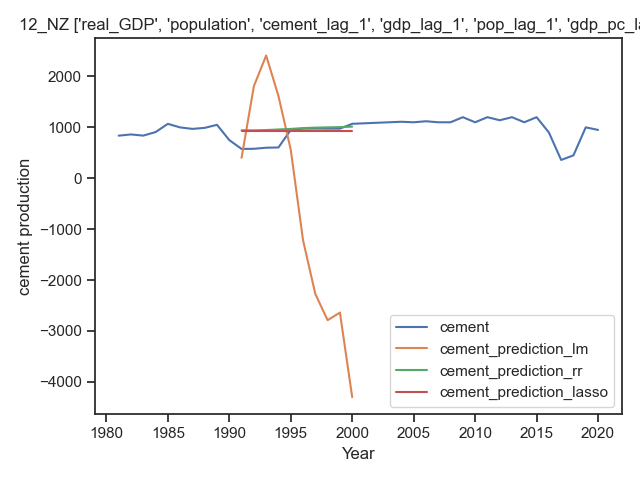 12_NZ ['real_GDP', 'population', 'cement_lag_1', 'gdp_lag_1', 'pop_lag_1', 'gdp_pc_la
2000
1000
0
−1000
−2000
−3000
−4000
cement production
cement
cement_prediction_lm
cement_prediction_rr
cement_prediction_lasso
1980 1985 1990 1995 2000 2005 2010 2015 2020
Year